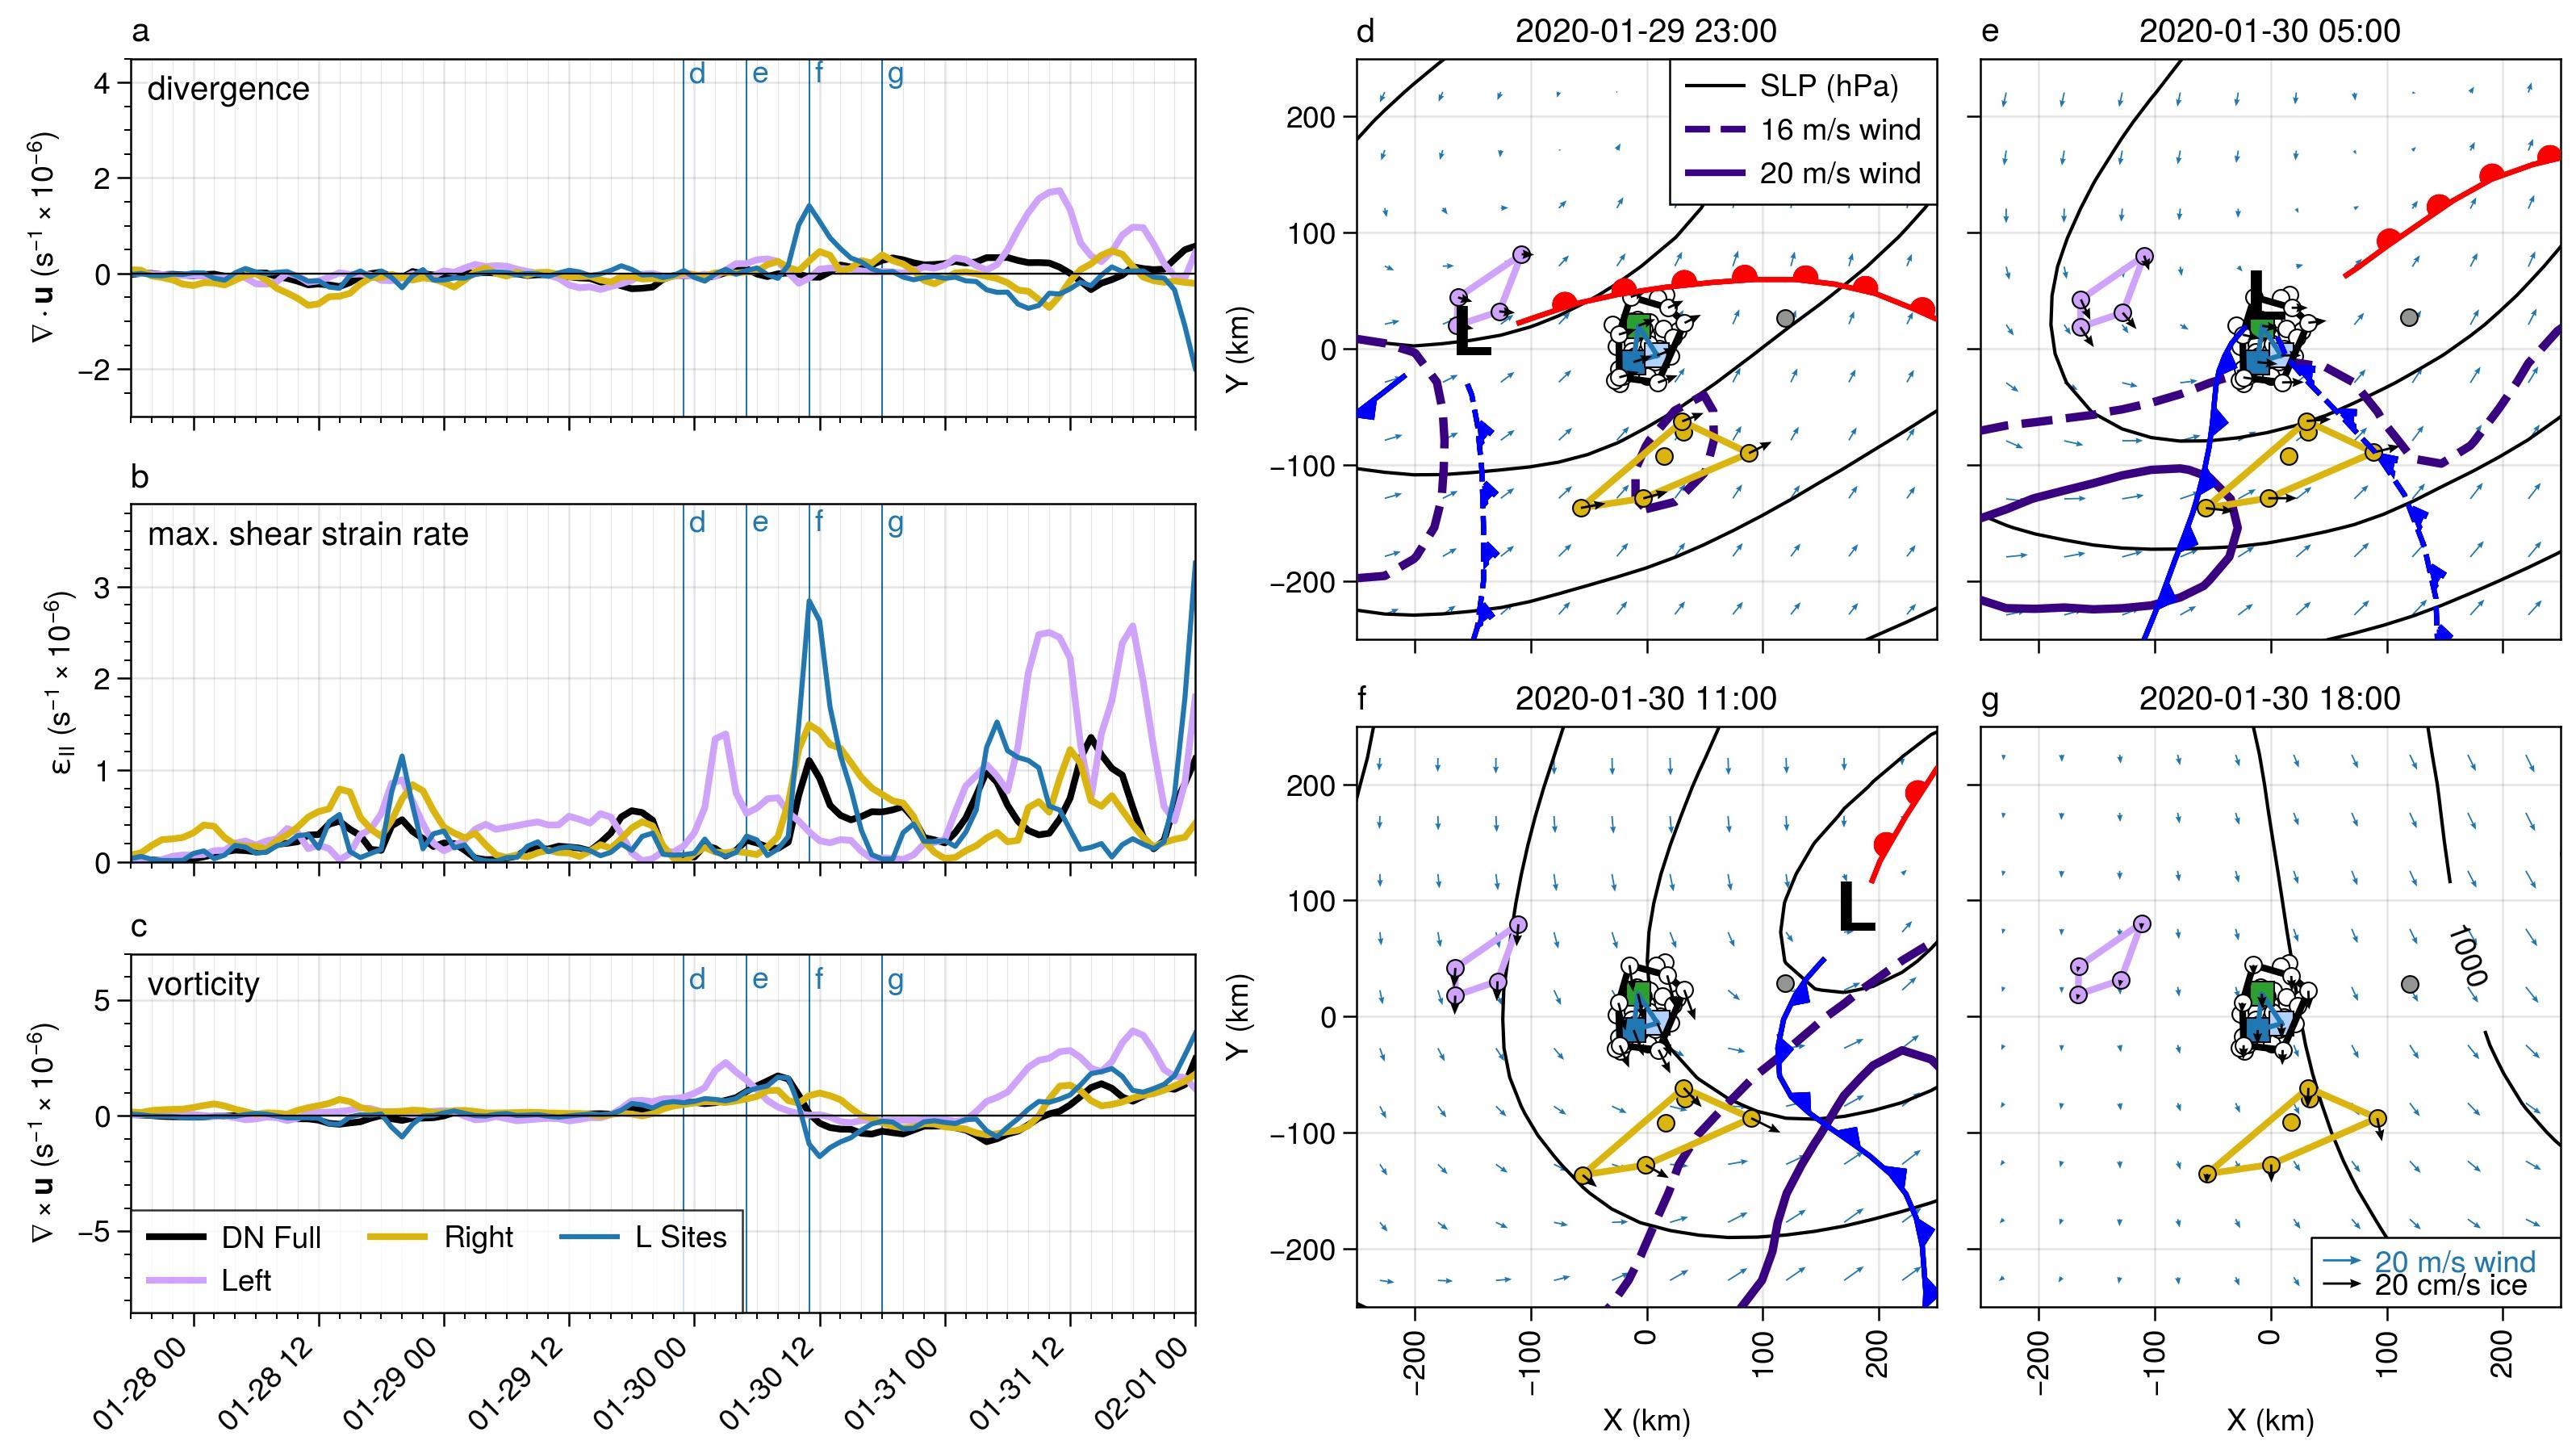 a
divergence
d
e
f
g
4
2
0
−2
∇ · u (s⁻¹ × 10⁻⁶)
b
max. shear strain rate
d
e
f
g
3
2
1
0
ε_II (s⁻¹ × 10⁻⁶)
c
vorticity
d
e
f
g
5
0
−5
∇ × u (s⁻¹ × 10⁻⁶)
DN Full
Right
L Sites
Left
01-28 00
01-28 12
01-29 00
01-29 12
01-30 00
01-30 12
01-31 00
01-31 12
02-01 00
d
2020-01-29 23:00
SLP (hPa)
16 m/s wind
20 m/s wind
L
200
100
0
−100
−200
Y (km)
e
2020-01-30 05:00
L
f
2020-01-30 11:00
L
200
100
0
−100
−200
Y (km)
−200
−100
0
100
200
X (km)
g
2020-01-30 18:00
1000
20 m/s wind
20 cm/s ice
−200
−100
0
100
200
X (km)